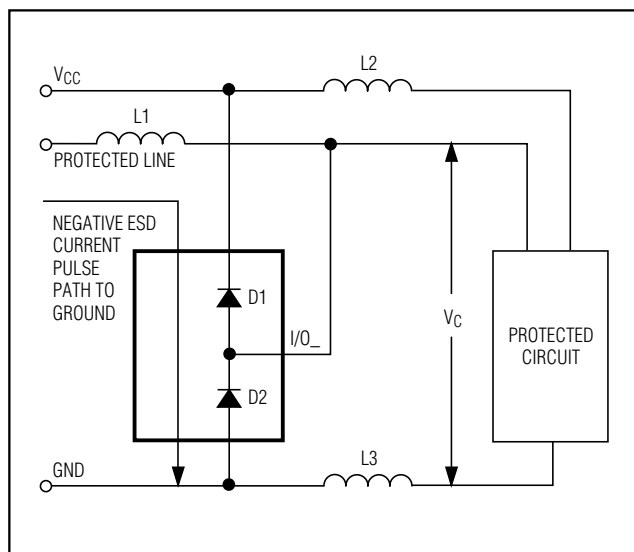 VCC
L2
L1
PROTECTED LINE
NEGATIVE ESD
CURRENT
PULSE
PATH TO
GROUND
D1
I/0_
VC
PROTECTED
CIRCUIT
D2
GND
L3